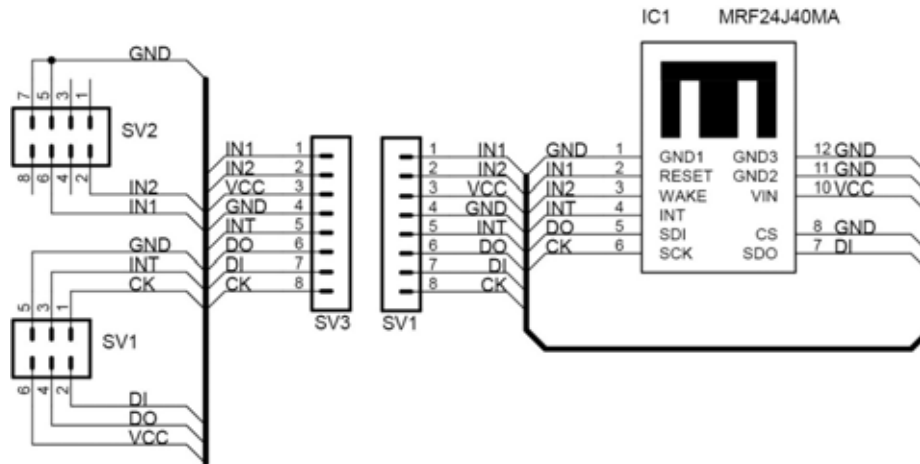 IC1 MRF24J40MA
GND
7 5 3 1
SV2
8 6 4 2
IN2
IN1
GND
INT
CK
5 3 1
SV1
6 4 2
DI
DO
VCC
IN1 1
IN2 2
VCC 3
GND 4
INT 5
DO 6
DI 7
CK 8
SV3
1 IN1
2 IN2
3 VCC
4 GND
5 INT
6 DO
7 DI
8 CK
SV1
GND 1 GND1 GND3 12 GND
IN1 2 RESET GND2 11 GND
IN2 3 WAKE VIN 10 VCC
INT 4 INT
DO 5 SDI CS 8 GND
CK 6 SCK SDO 7 DI